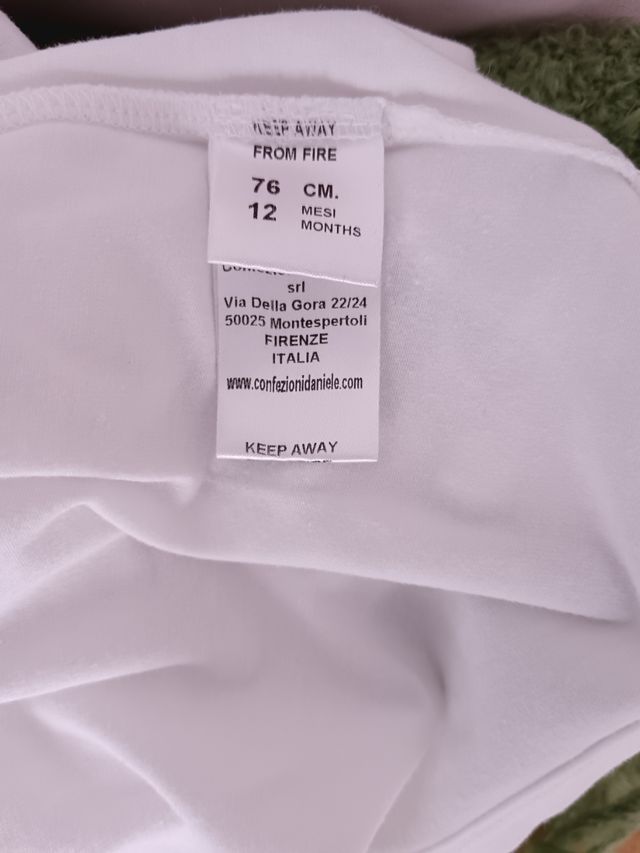 KEEP AWAY
FROM FIRE
76 CM.
12 MESI
MONTHS
srl
Via Della Gora 22/24
50025 Montespertoli
FIRENZE
ITALIA
www.confezionidaniele.com
KEEP AWAY